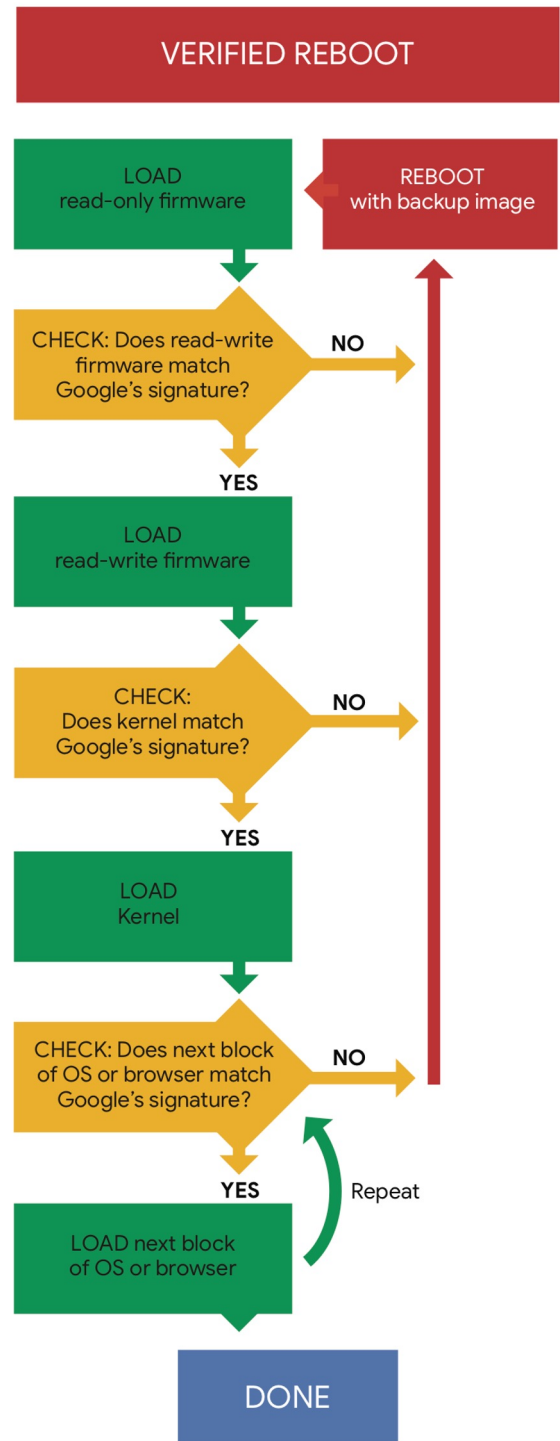 VERIFIED REBOOT
LOAD
read-only firmware
REBOOT
with backup image
CHECK: Does read-write
firmware match
Google's signature?
NO
YES
LOAD
read-write firmware
CHECK:
Does kernel match
Google's signature?
NO
YES
LOAD
Kernel
CHECK: Does next block
of OS or browser match
Google's signature?
NO
YES
Repeat
LOAD next block
of OS or browser
DONE